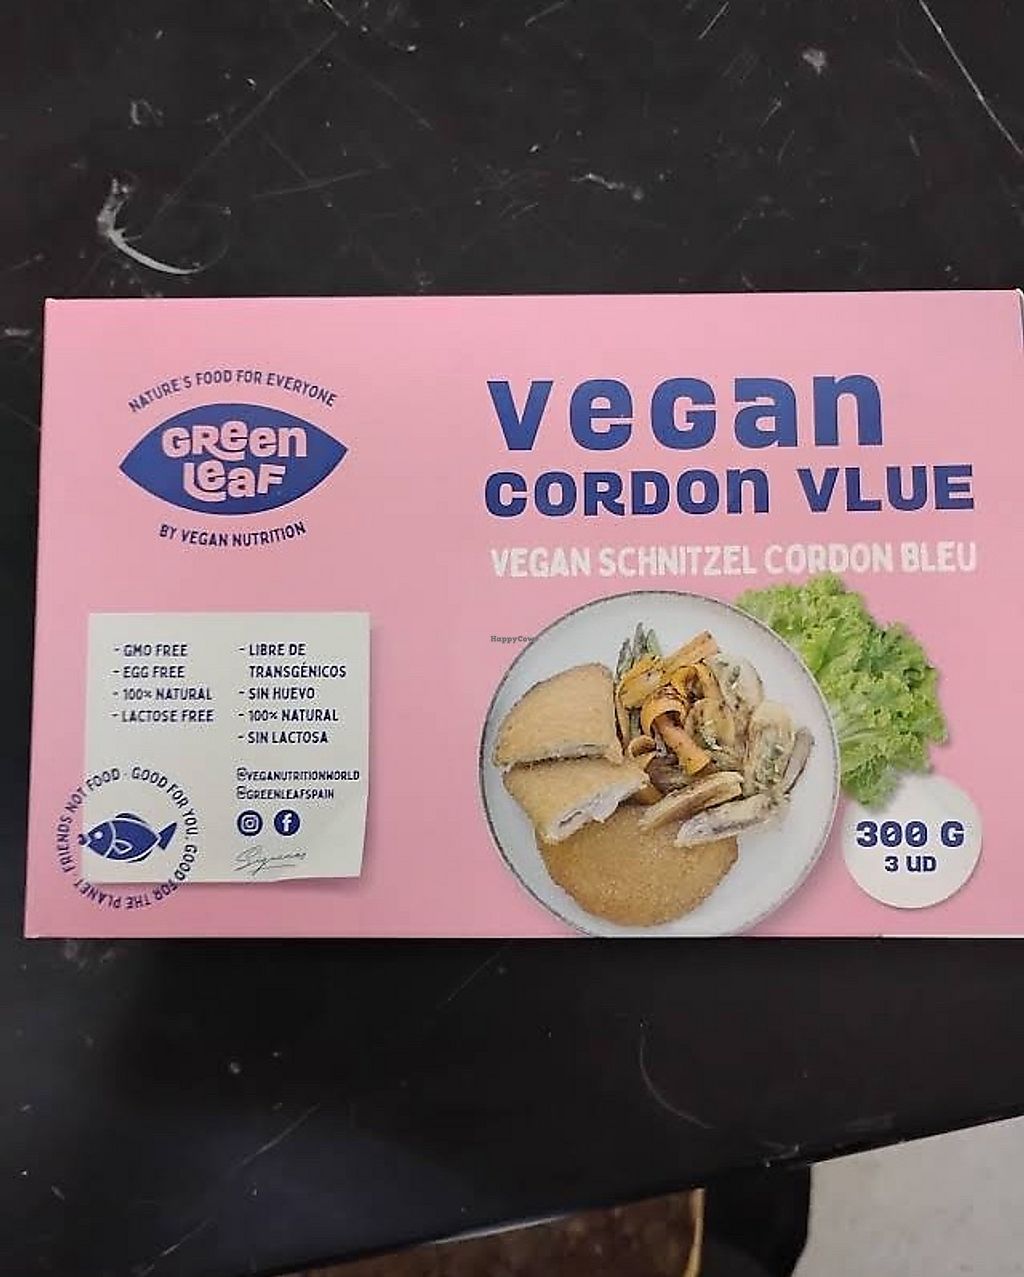 NATURE'S FOOD FOR EVERYONE
GReen
LeaF
BY VEGAN NUTRITION
veGan
CORDON VLUE
VEGAN SCHNITZEL CORDON BLEU
HappyCow
- GMO FREE
- EGG FREE
- 100% NATURAL
- LACTOSE FREE
- LIBRE DE
TRANSGÉNICOS
- SIN HUEVO
- 100% NATURAL
- SIN LACTOSA
@VEGANUTRITIONWORLD
@GREENLEAFSPAIN
Síguenos
FRIENDS NOT FOOD · GOOD FOR YOU, GOOD FOR THE PLANET ·
300 G
3 UD